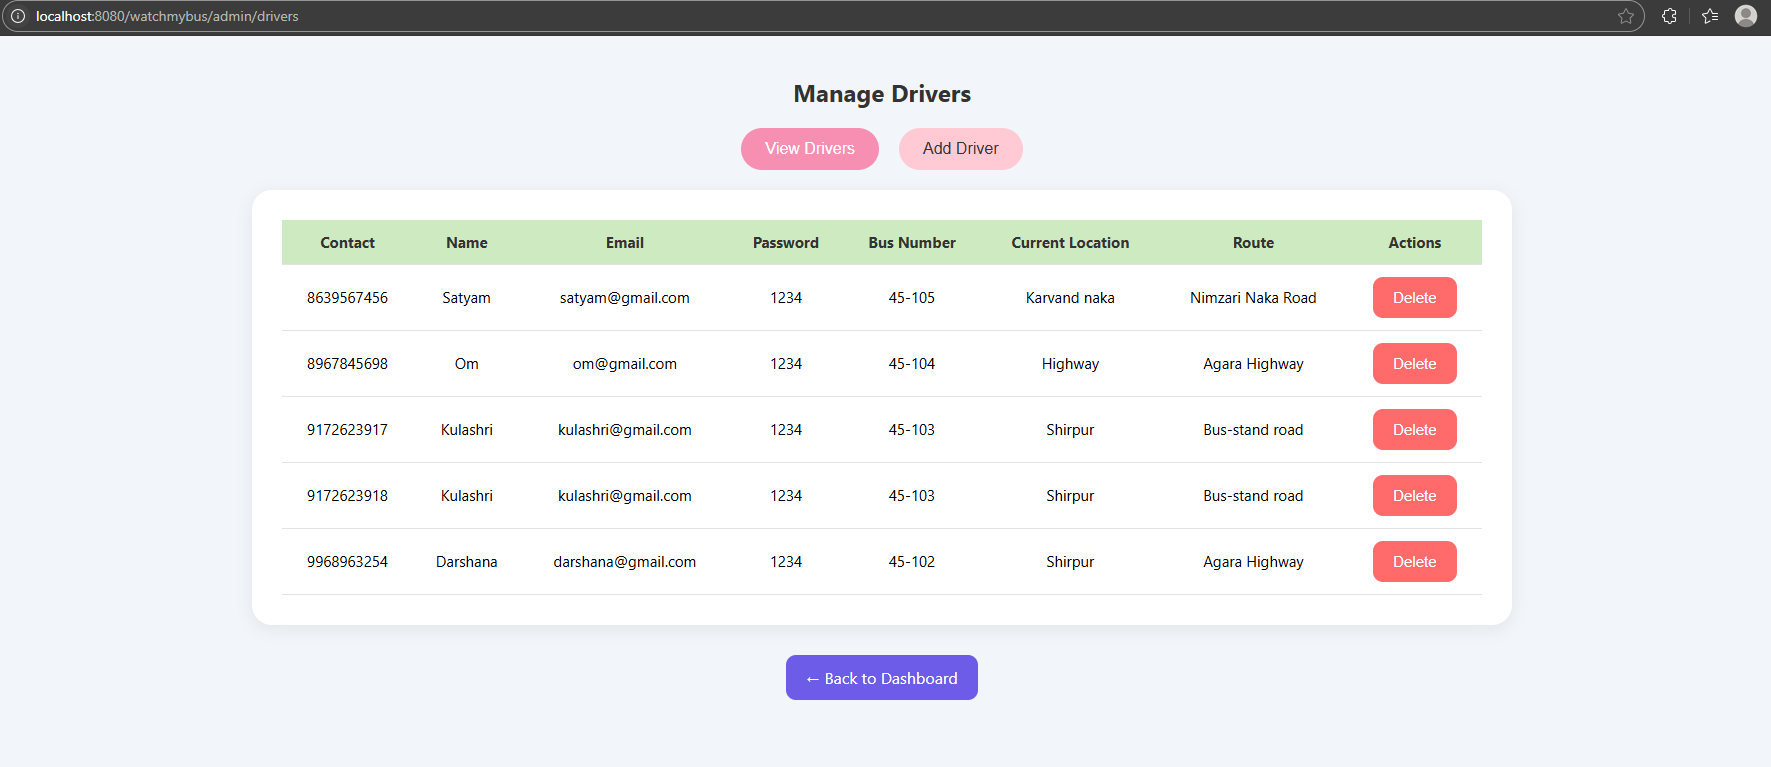 localhost:8080/watchmybus/admin/drivers
Manage Drivers
View Drivers Add Driver
Contact Name Email Password Bus Number Current Location Route Actions
8639567456 Satyam satyam@gmail.com 1234 45-105 Karvand naka Nimzari Naka Road Delete
8967845698 Om om@gmail.com 1234 45-104 Highway Agara Highway Delete
9172623917 Kulashri kulashri@gmail.com 1234 45-103 Shirpur Bus-stand road Delete
9172623918 Kulashri kulashri@gmail.com 1234 45-103 Shirpur Bus-stand road Delete
9968963254 Darshana darshana@gmail.com 1234 45-102 Shirpur Agara Highway Delete
← Back to Dashboard